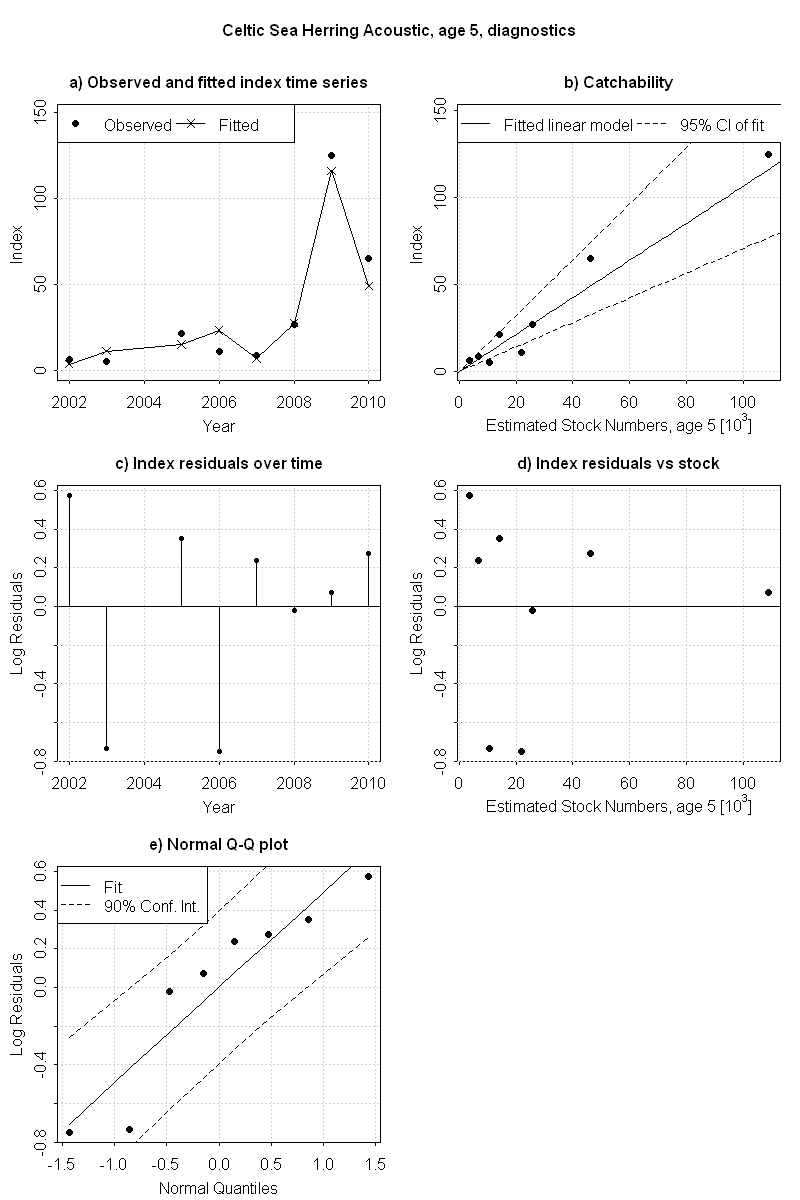 Celtic Sea Herring Acoustic, age 5, diagnostics
a) Observed and fitted index time series
Observed Fitted
150
100
50
0
Index
2002 2004 2006 2008 2010
Year
b) Catchability
Fitted linear model 95% CI of fit
150
100
50
0
Index
0 20 40 60 80 100
Estimated Stock Numbers, age 5 [10³]
c) Index residuals over time
0.6
0.4
0.2
0.0
-0.4
-0.8
Log Residuals
2002 2004 2006 2008 2010
Year
d) Index residuals vs stock
0.6
0.4
0.2
0.0
-0.4
-0.8
Log Residuals
0 20 40 60 80 100
Estimated Stock Numbers, age 5 [10³]
e) Normal Q-Q plot
Fit
90% Conf. Int.
0.6
0.4
0.2
0.0
-0.4
-0.8
Log Residuals
-1.5 -1.0 -0.5 0.0 0.5 1.0 1.5
Normal Quantiles